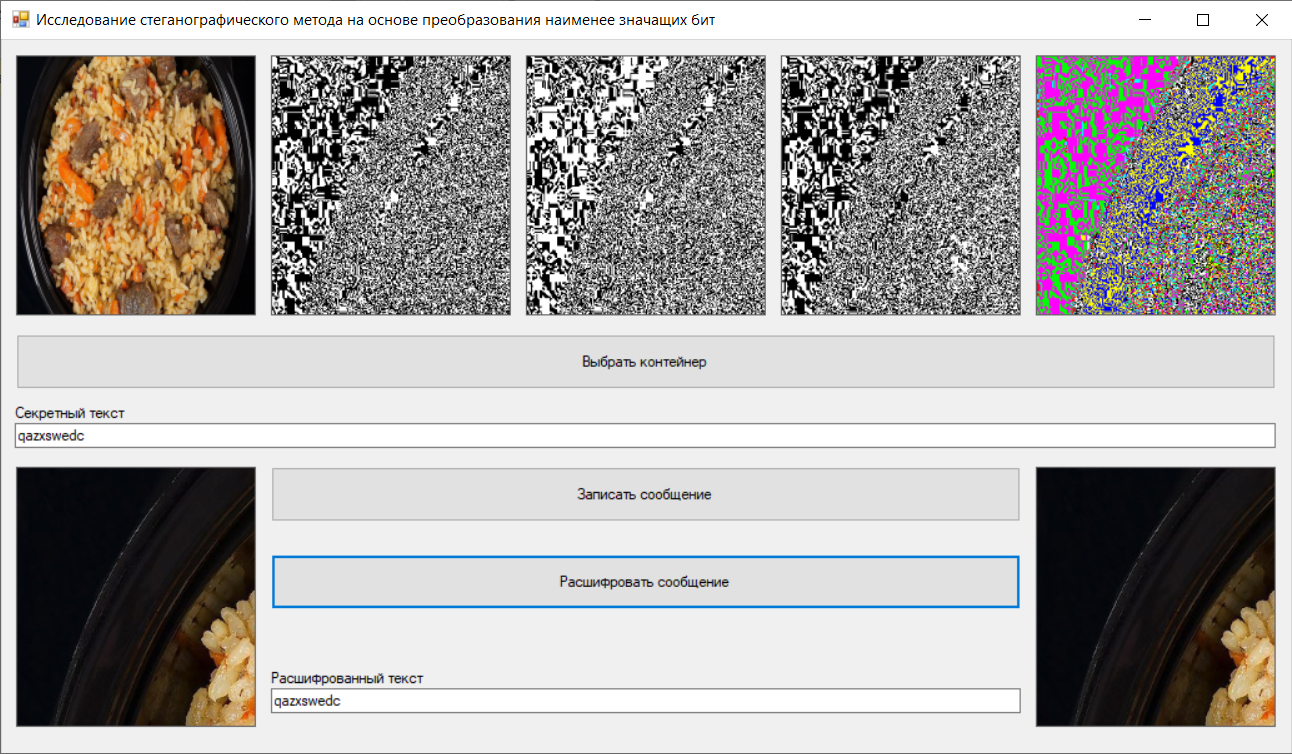 Исследование стеганографического метода на основе преобразования наименее значащих бит
Выбрать контейнер
Секретный текст
qazxswedc
Записать сообщение
Расшифровать сообщение
Расшифрованный текст
qazxswedc